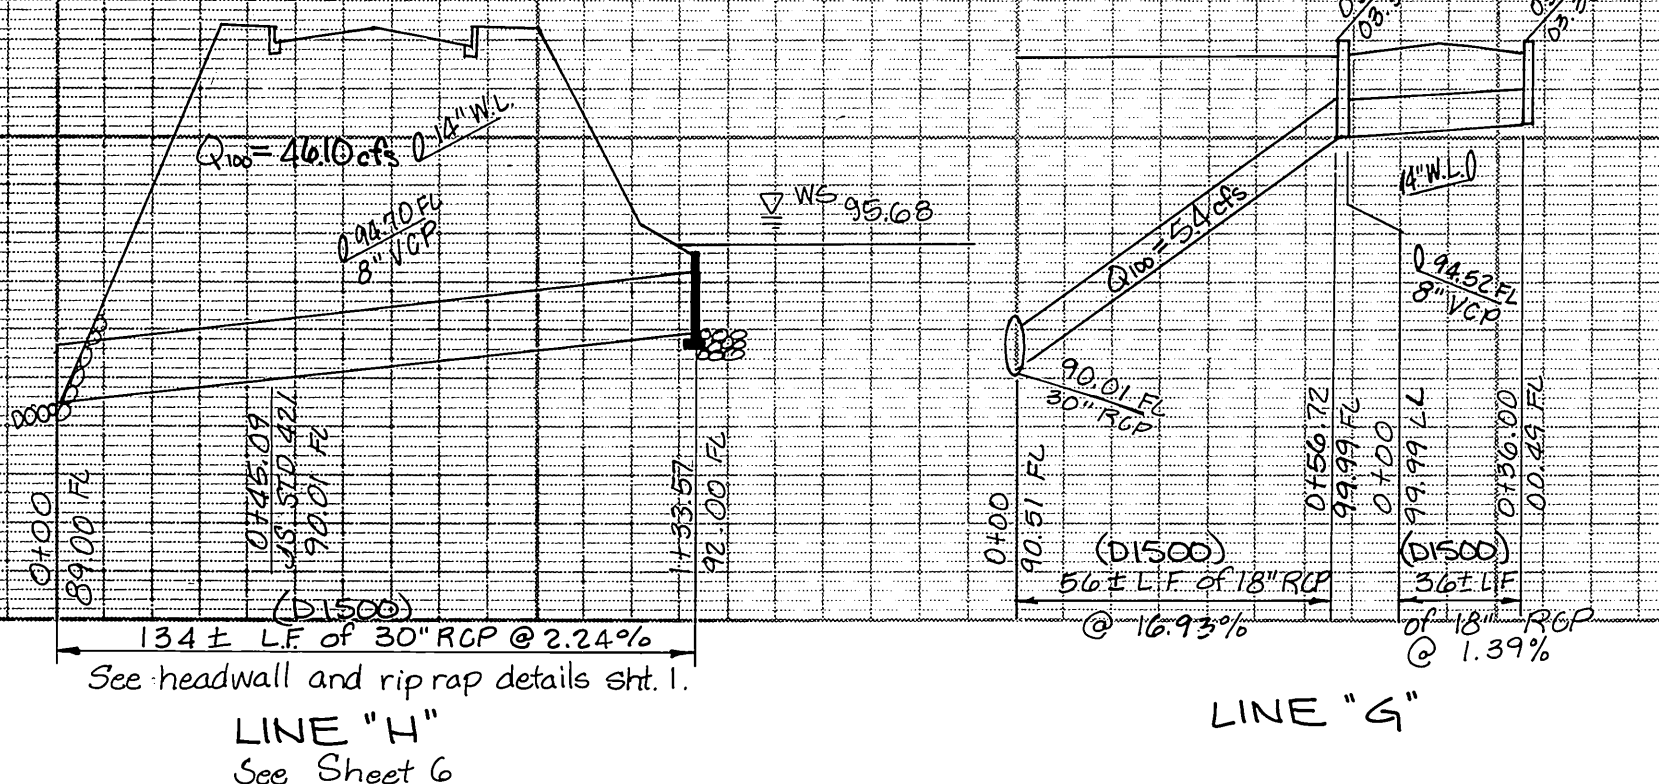 Q100 = 46.10 cfs
14" W.L.
94.70 FL
8" VCP
WS 95.68
0+00
89.00 FL
0+45.09
JS STD 42L
90.01 FL
1+33.57
92.00 FL
(D1500)
134 ± L.F. of 30" RCP @ 2.24%
See headwall and rip rap details sht. 1.
LINE "H"
See Sheet 6
14" W.L.
Q100 = 5.4 cfs
94.52 FL
8" VCP
90.01 FL
30" RCP
0+00
90.51 FL
0+56.72
99.99 FL
0+00
99.99 LL
0+36.00
00.49 FL
(D1500)
56 ± L.F. of 18" RCP
@ 16.93%
(D1500)
36 ± L.F.
of 18" RCP
@ 1.39%
LINE "G"